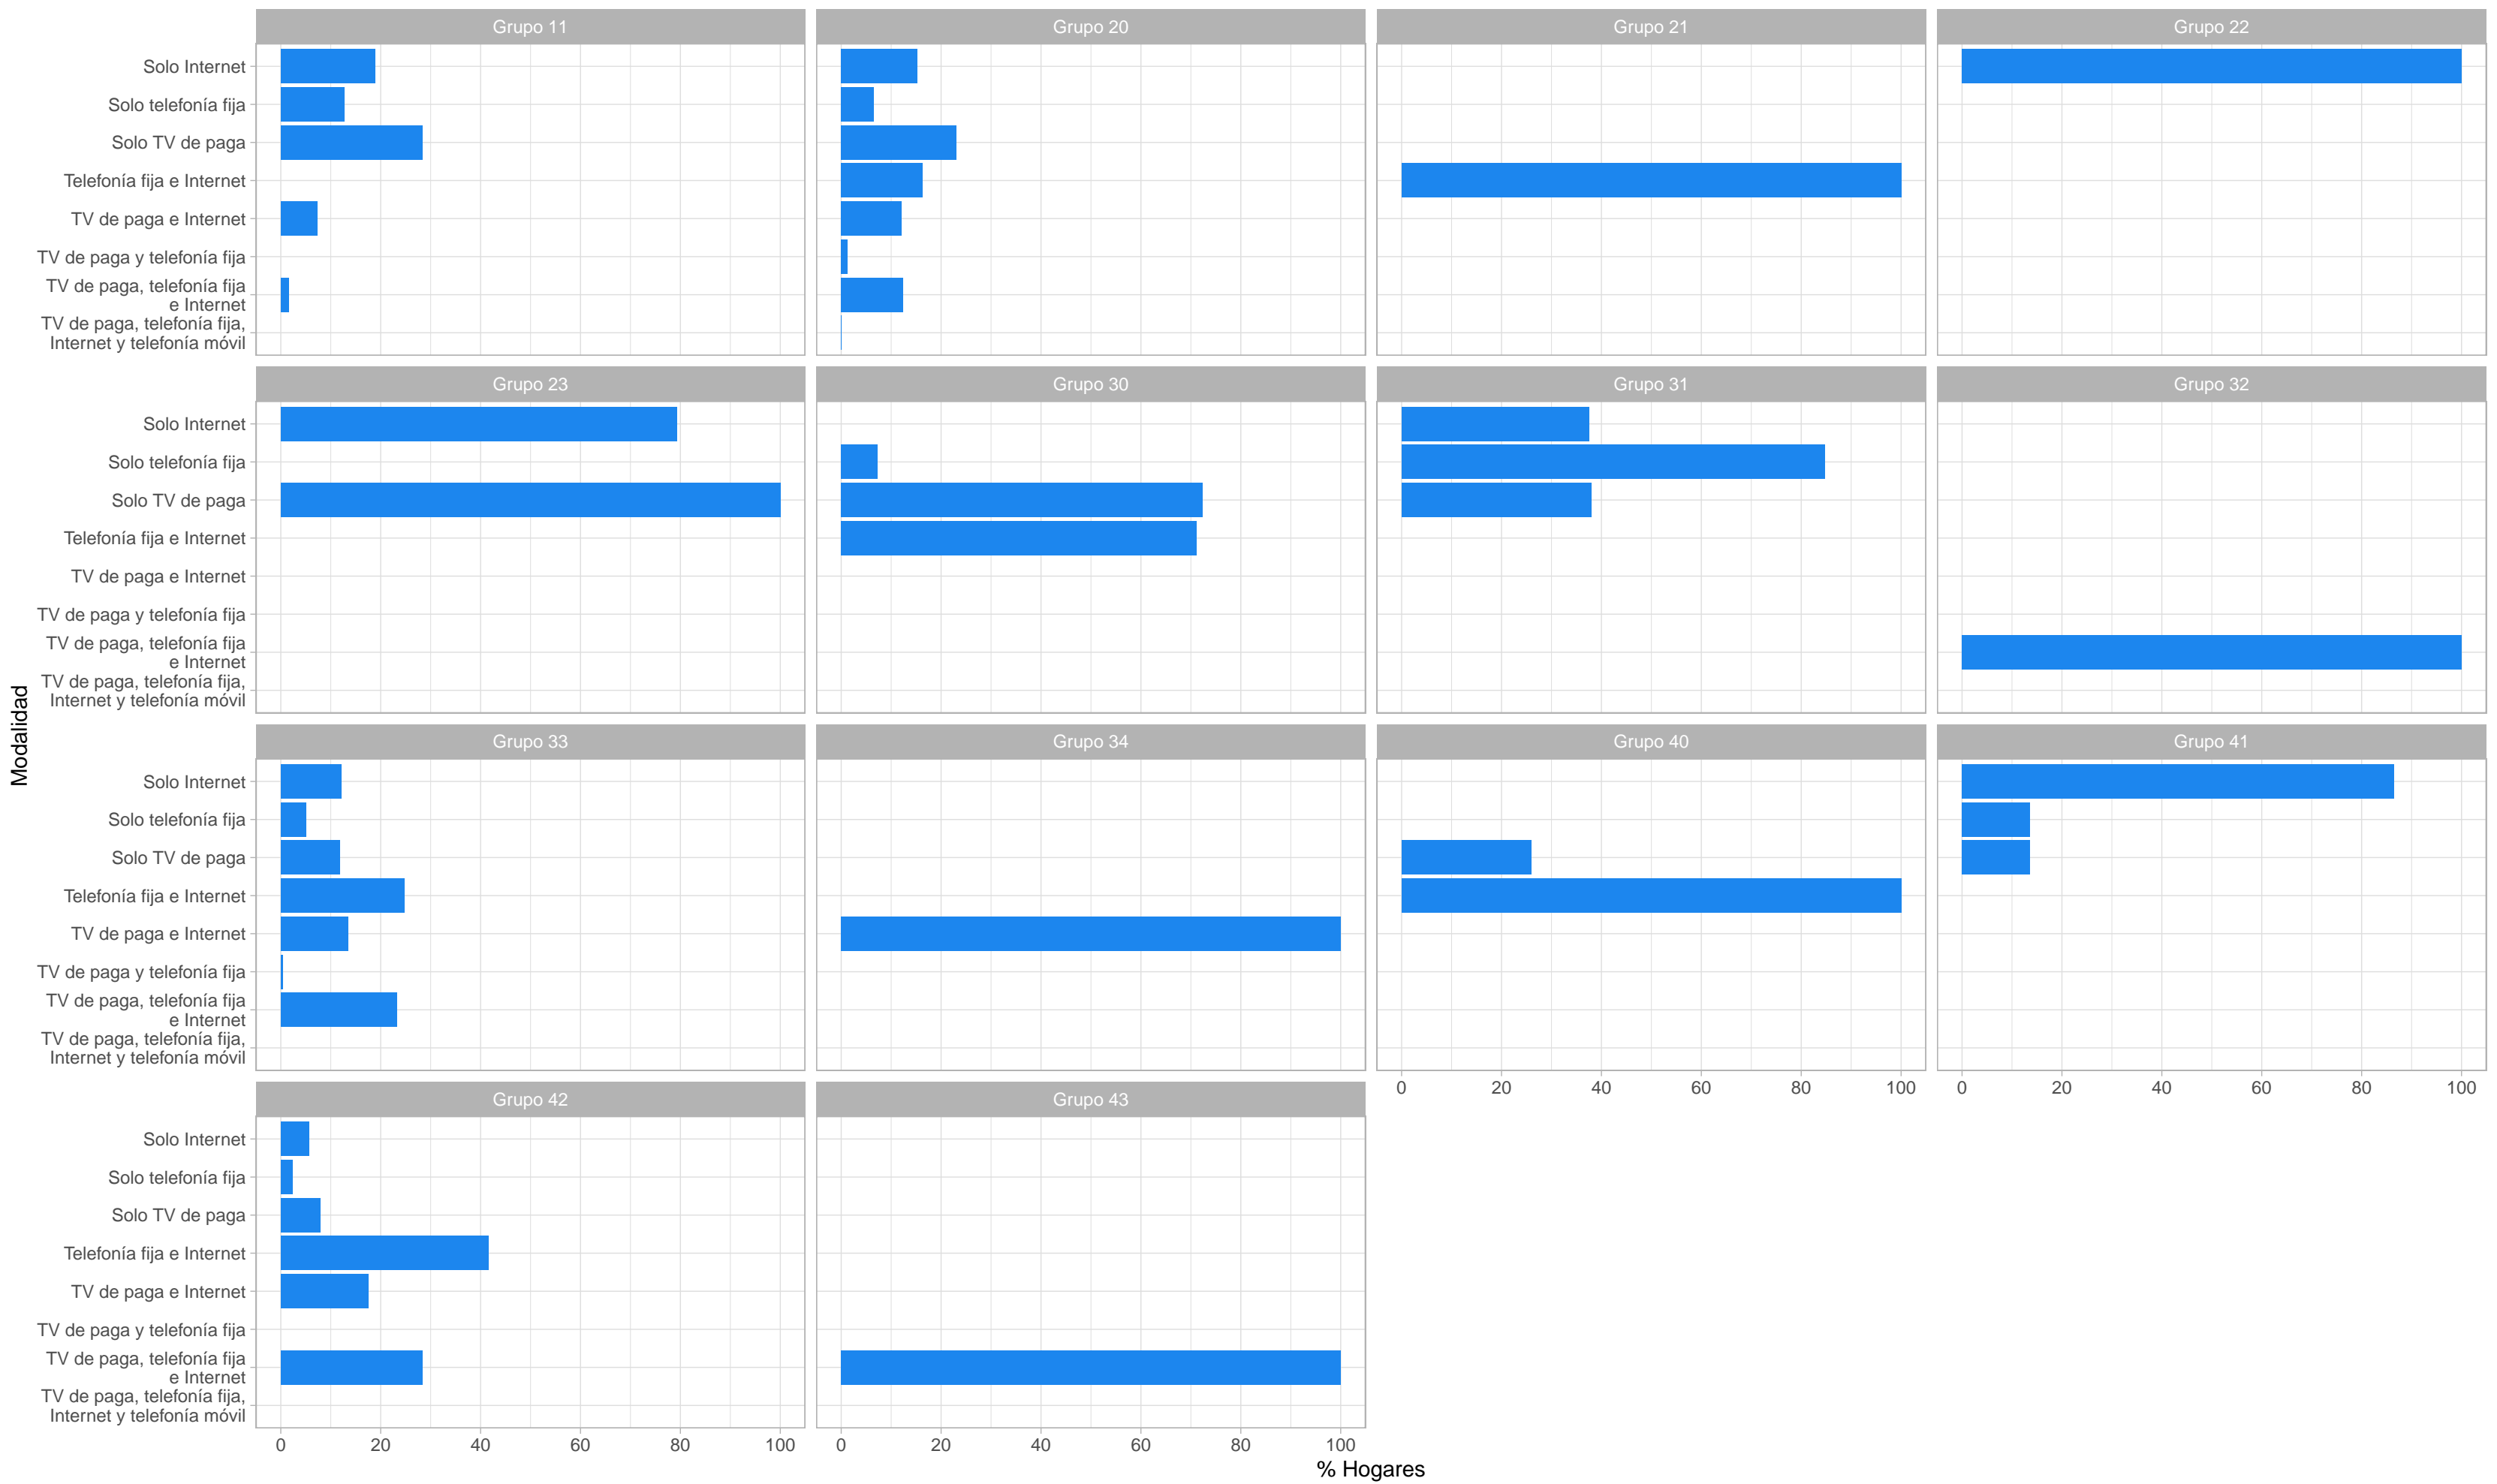 Grupo 11
Grupo 20
Grupo 21
Grupo 22
Solo Internet
Solo telefonía fija
Solo TV de paga
Telefonía fija e Internet
TV de paga e Internet
TV de paga y telefonía fija
TV de paga, telefonía fija
e Internet
TV de paga, telefonía fija,
Internet y telefonía móvil
Grupo 23
Grupo 30
Grupo 31
Grupo 32
Solo Internet
Solo telefonía fija
Solo TV de paga
Telefonía fija e Internet
TV de paga e Internet
TV de paga y telefonía fija
TV de paga, telefonía fija
e Internet
TV de paga, telefonía fija,
Internet y telefonía móvil
Modalidad
Grupo 33
Grupo 34
Grupo 40
Grupo 41
Solo Internet
Solo telefonía fija
Solo TV de paga
Telefonía fija e Internet
TV de paga e Internet
TV de paga y telefonía fija
TV de paga, telefonía fija
e Internet
TV de paga, telefonía fija,
Internet y telefonía móvil
0 20 40 60 80 100
0 20 40 60 80 100
Grupo 42
Grupo 43
Solo Internet
Solo telefonía fija
Solo TV de paga
Telefonía fija e Internet
TV de paga e Internet
TV de paga y telefonía fija
TV de paga, telefonía fija
e Internet
TV de paga, telefonía fija,
Internet y telefonía móvil
0 20 40 60 80 100
0 20 40 60 80 100
% Hogares